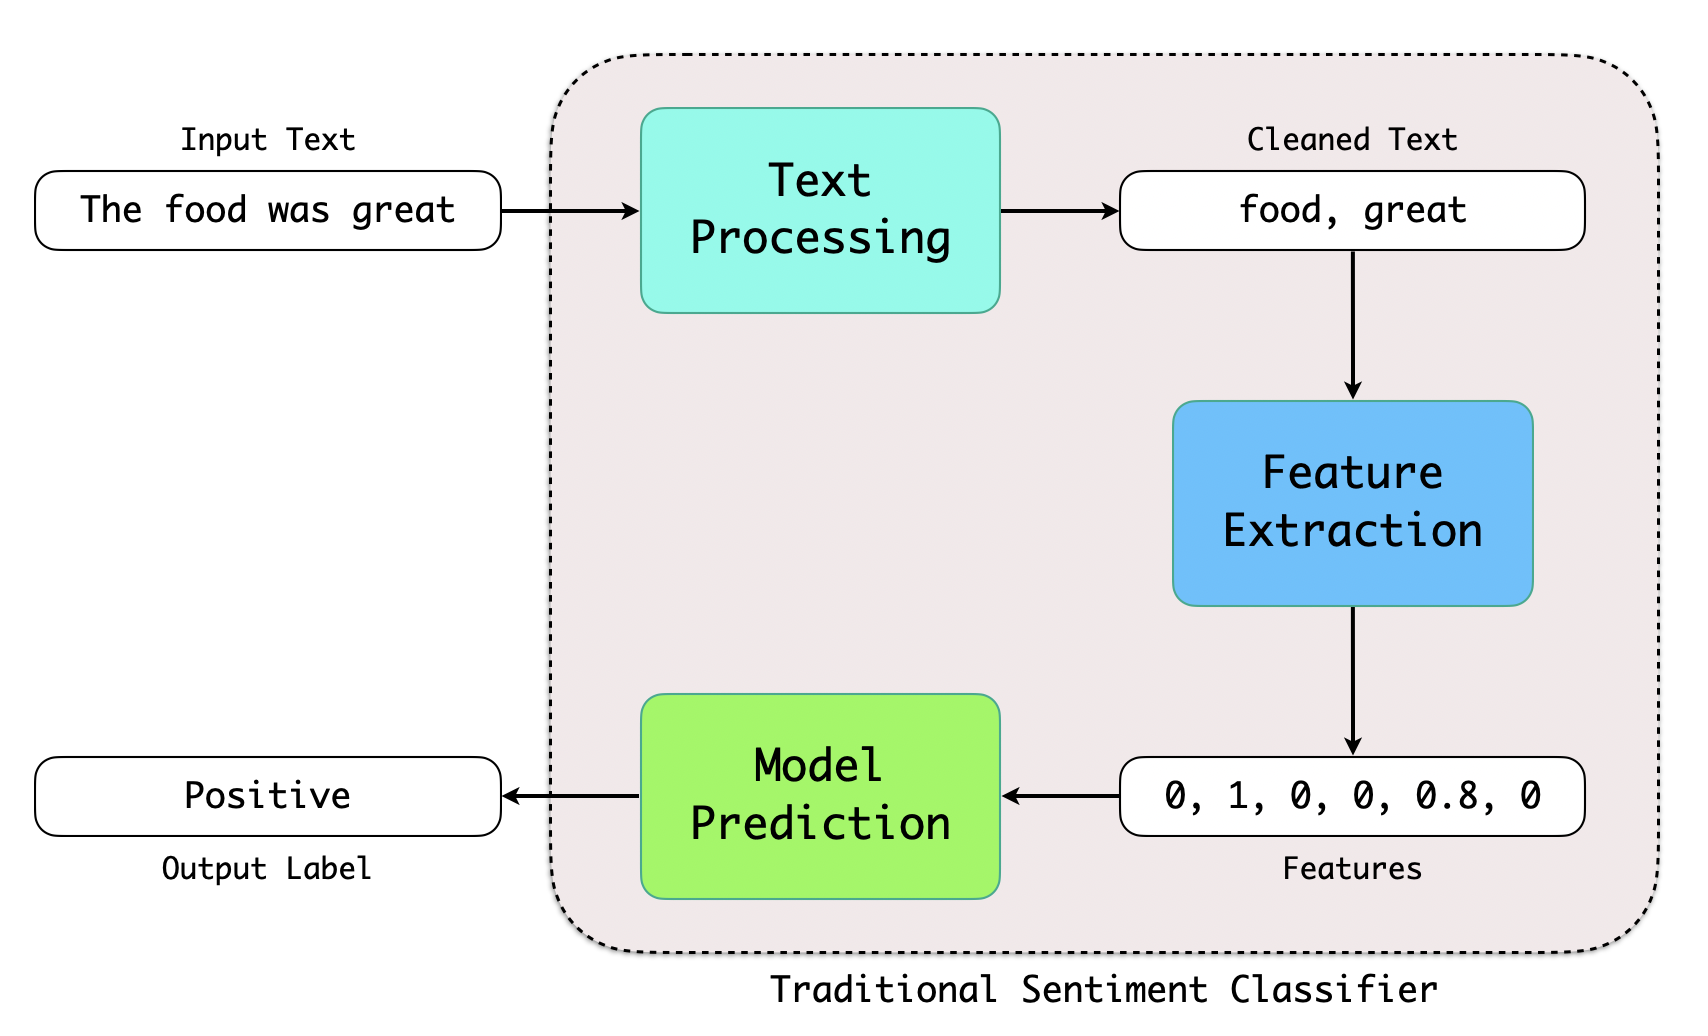 Input Text
The food was great
Text
Processing
Cleaned Text
food, great
Feature
Extraction
0, 1, 0, 0, 0.8, 0
Features
Model
Prediction
Positive
Output Label
Traditional Sentiment Classifier